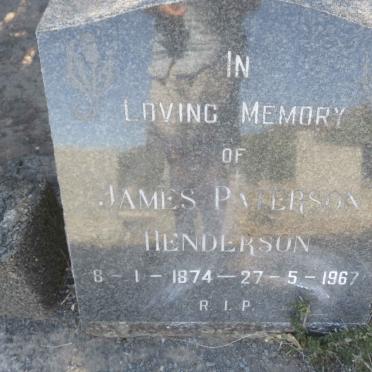 IN
LOVING MEMORY
OF
JAMES PATERSON
HENDERSON
8 - 1 - 1874 - 27 - 5 - 1967
R.I.P.